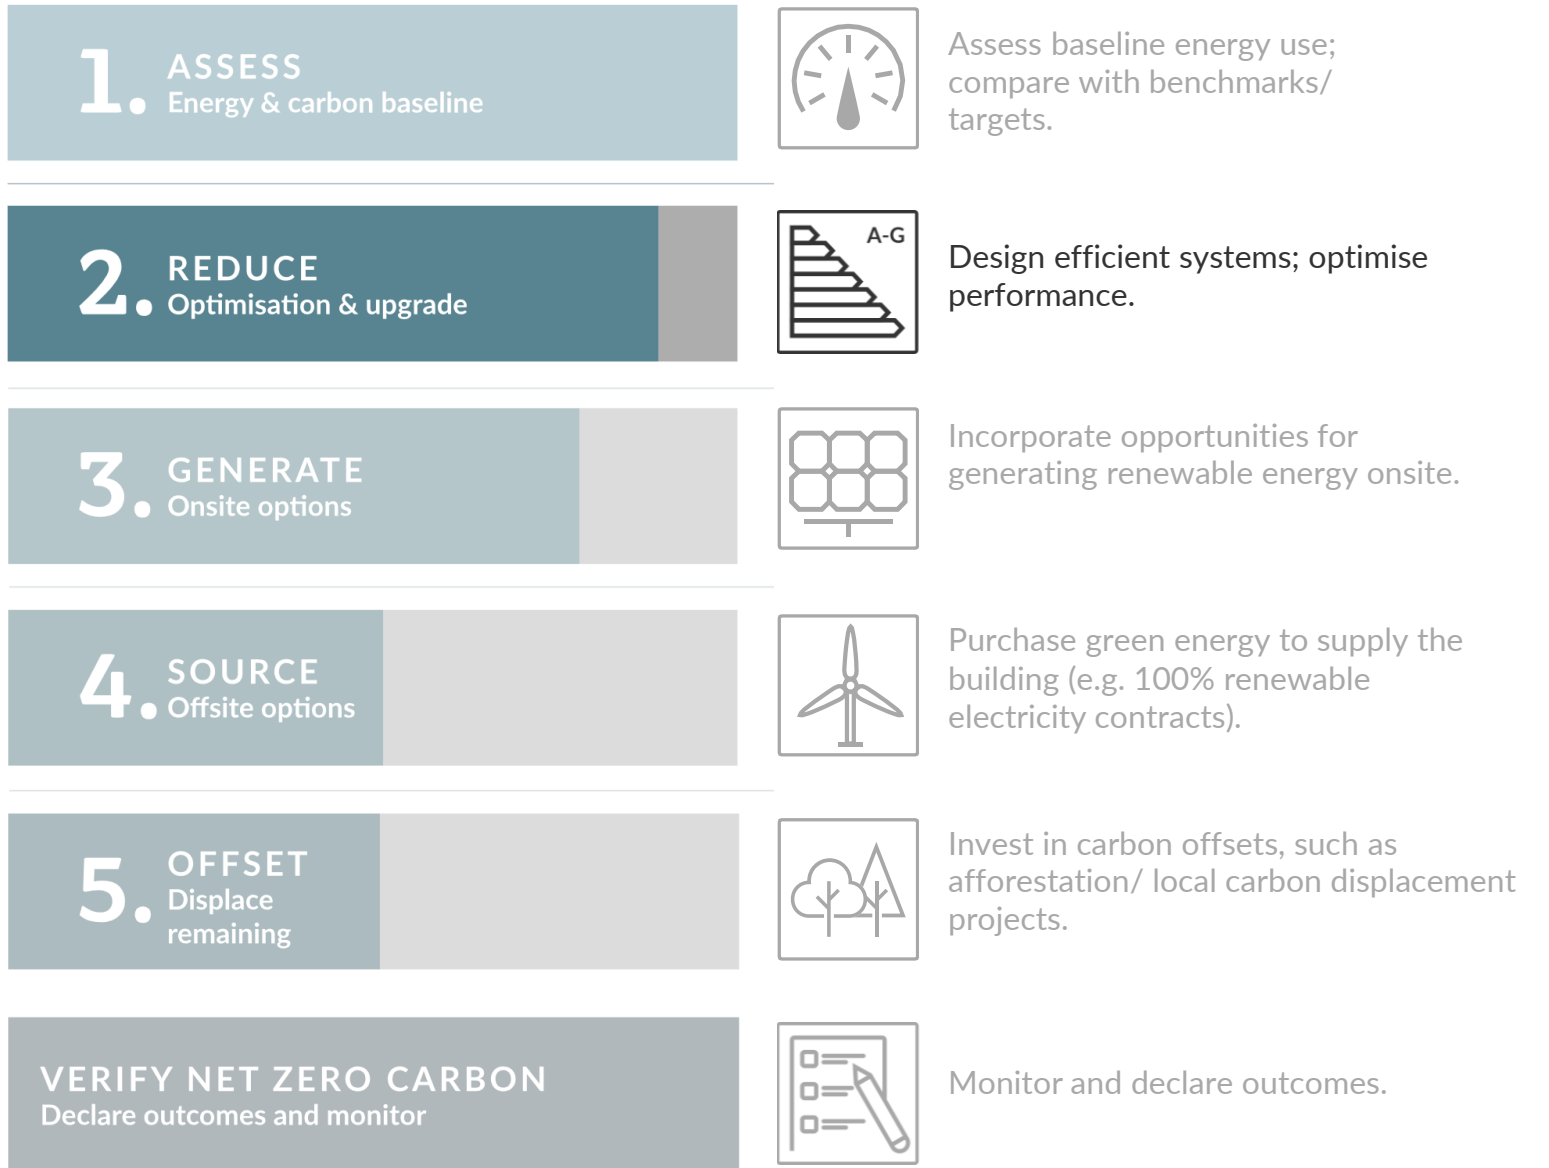 1. ASSESS
Energy & carbon baseline
Assess baseline energy use;
compare with benchmarks/
targets.
2. REDUCE
Optimisation & upgrade
A-G
Design efficient systems; optimise
performance.
3. GENERATE
Onsite options
Incorporate opportunities for
generating renewable energy onsite.
4. SOURCE
Offsite options
Purchase green energy to supply the
building (e.g. 100% renewable
electricity contracts).
5. OFFSET
Displace
remaining
Invest in carbon offsets, such as
afforestation/ local carbon displacement
projects.
VERIFY NET ZERO CARBON
Declare outcomes and monitor
Monitor and declare outcomes.